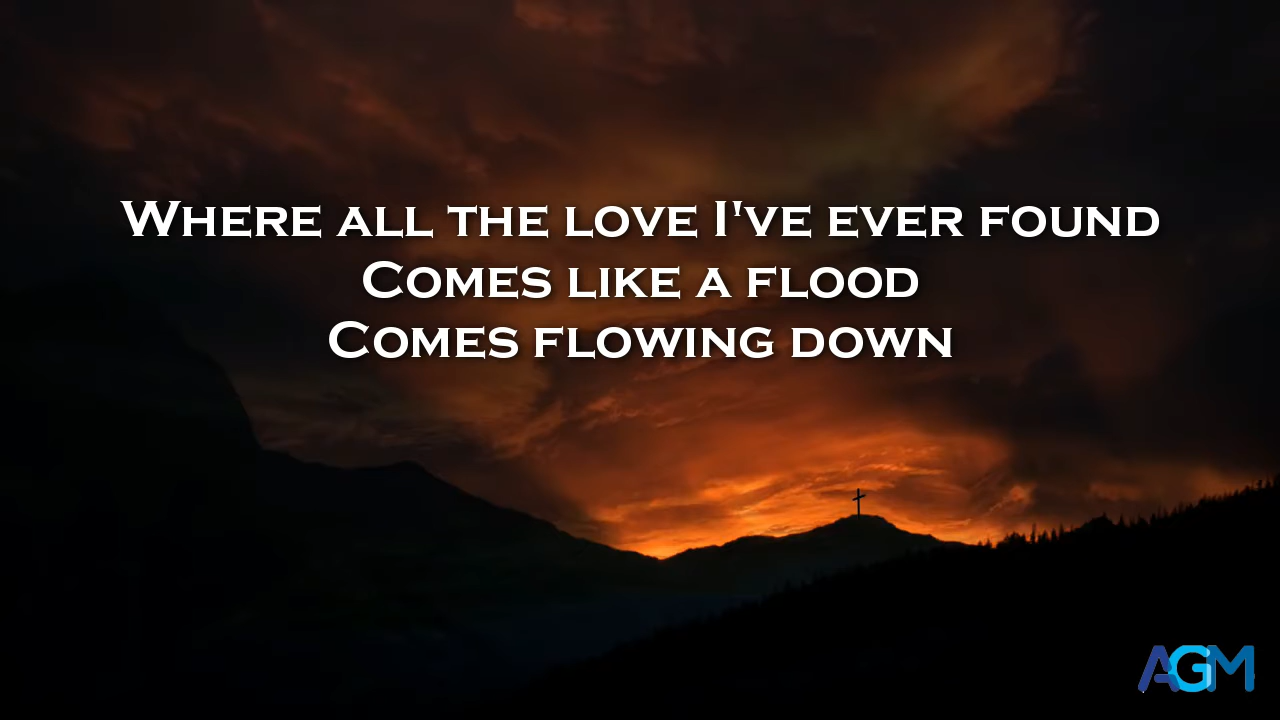 Where all the love I've ever found
Comes like a flood
Comes flowing down
AGM